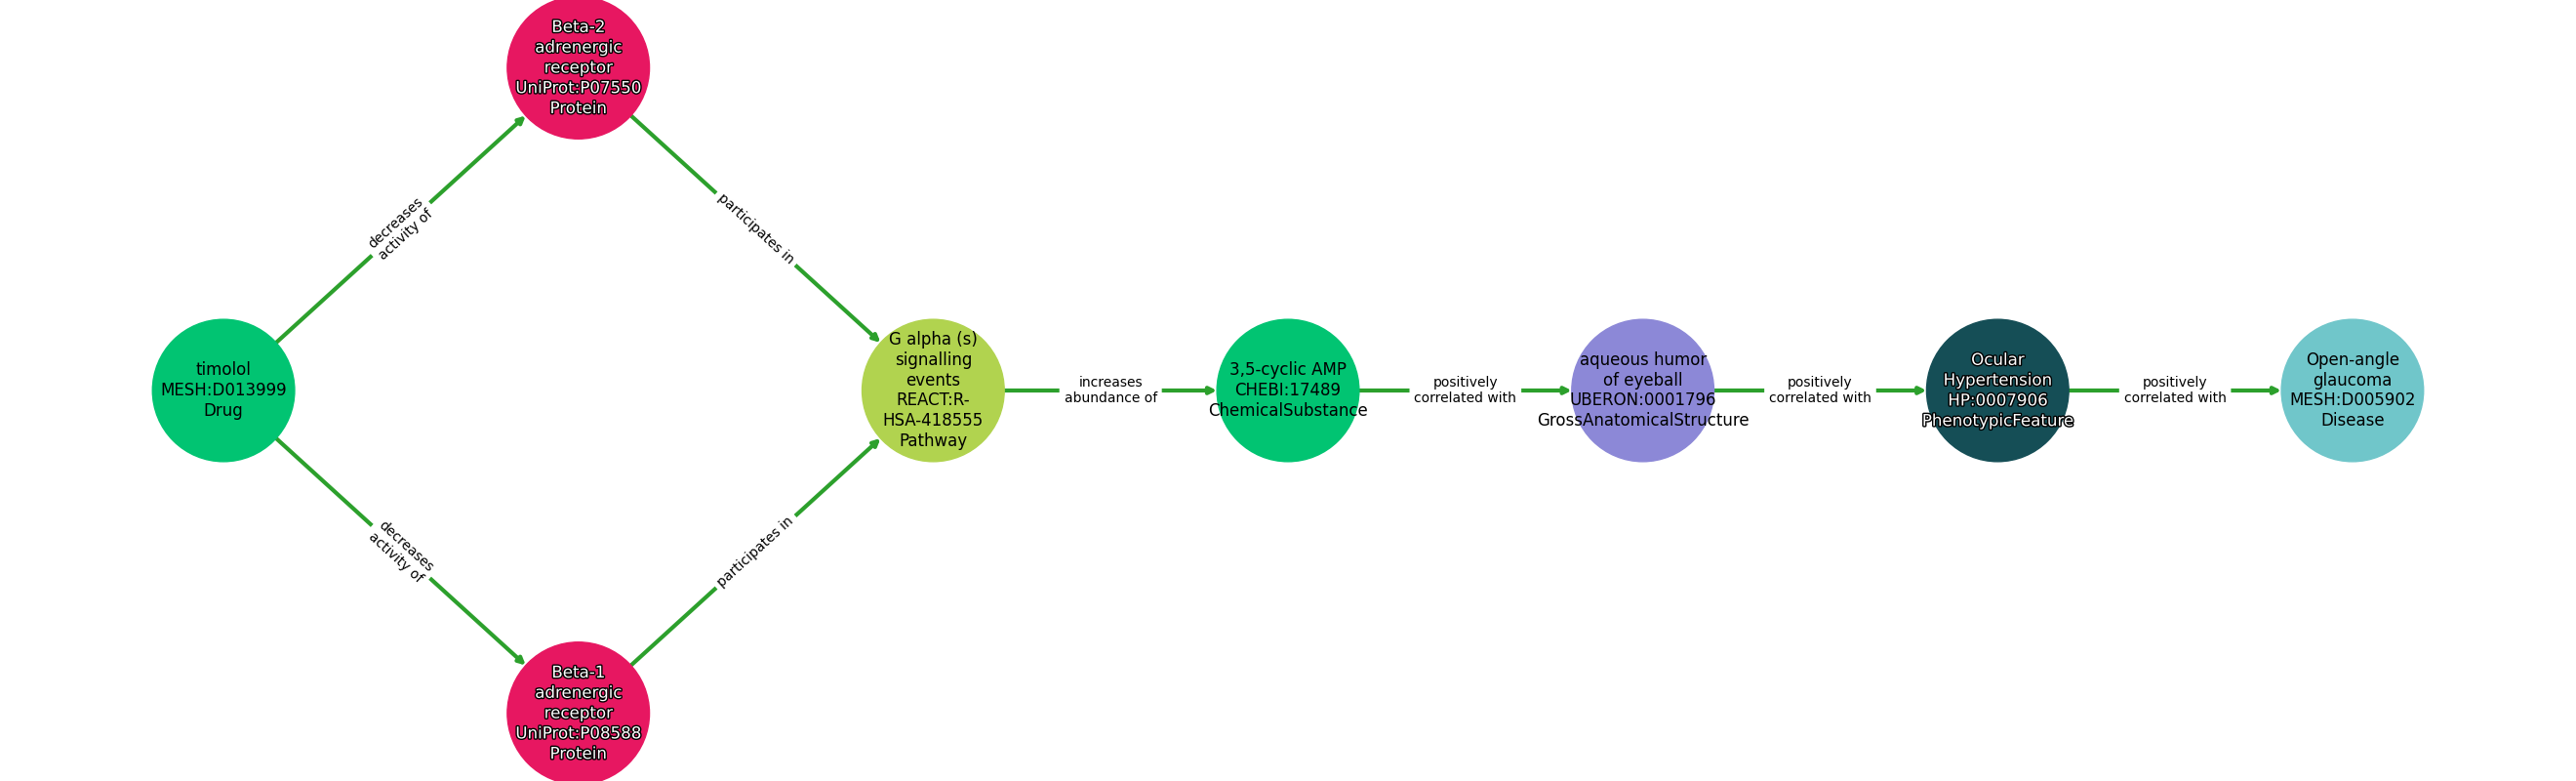 Beta-2
adrenergic
receptor
UniProt:P07550
Protein
decreases
activity of
participates in
timolol
MESH:D013999
Drug
G alpha (s)
signalling
events
REACT:R-
HSA-418555
Pathway
increases
abundance of
3,5-cyclic AMP
CHEBI:17489
ChemicalSubstance
positively
correlated with
aqueous humor
of eyeball
UBERON:0001796
GrossAnatomicalStructure
positively
correlated with
Ocular
Hypertension
HP:0007906
PhenotypicFeature
positively
correlated with
Open-angle
glaucoma
MESH:D005902
Disease
decreases
activity of
participates in
Beta-1
adrenergic
receptor
UniProt:P08588
Protein